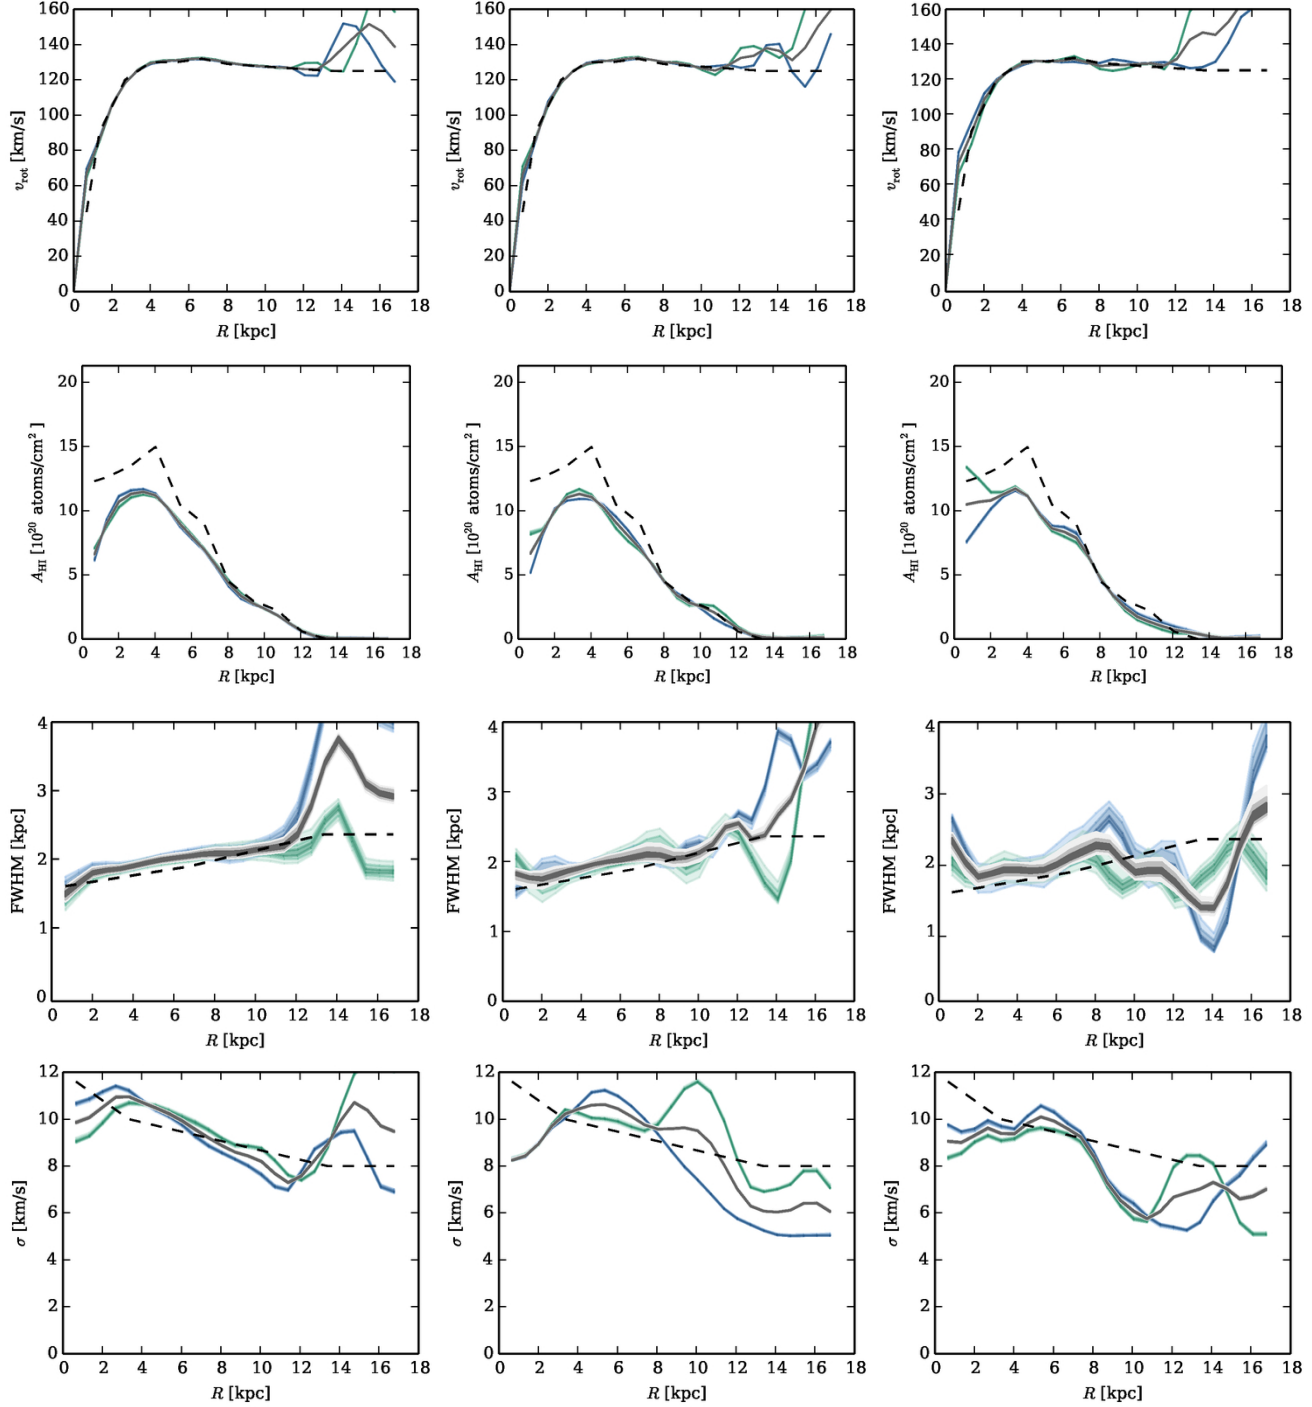 160 160 160
140 140 140
120 120 120
100 100 100
80 80 80
60 60 60
40 40 40
20 20 20
0 0 0
v_rot [km/s] v_rot [km/s] v_rot [km/s]
0 2 4 6 8 10 12 14 16 18 0 2 4 6 8 10 12 14 16 18 0 2 4 6 8 10 12 14 16 18
R [kpc] R [kpc] R [kpc]
20 20 20
15 15 15
10 10 10
5 5 5
0 0 0
A_HI [10^20 atoms/cm^2 ] A_HI [10^20 atoms/cm^2 ] A_HI [10^20 atoms/cm^2 ]
0 2 4 6 8 10 12 14 16 18 0 2 4 6 8 10 12 14 16 18 0 2 4 6 8 10 12 14 16 18
R [kpc] R [kpc] R [kpc]
4 4 4
3 3 3
2 2 2
1 1 1
0 0 0
FWHM [kpc] FWHM [kpc] FWHM [kpc]
0 2 4 6 8 10 12 14 16 18 0 2 4 6 8 10 12 14 16 18 0 2 4 6 8 10 12 14 16 18
R [kpc] R [kpc] R [kpc]
12 12 12
10 10 10
8 8 8
6 6 6
4 4 4
2 2 2
0 0 0
σ [km/s] σ [km/s] σ [km/s]
0 2 4 6 8 10 12 14 16 18 0 2 4 6 8 10 12 14 16 18 0 2 4 6 8 10 12 14 16 18
R [kpc] R [kpc] R [kpc]